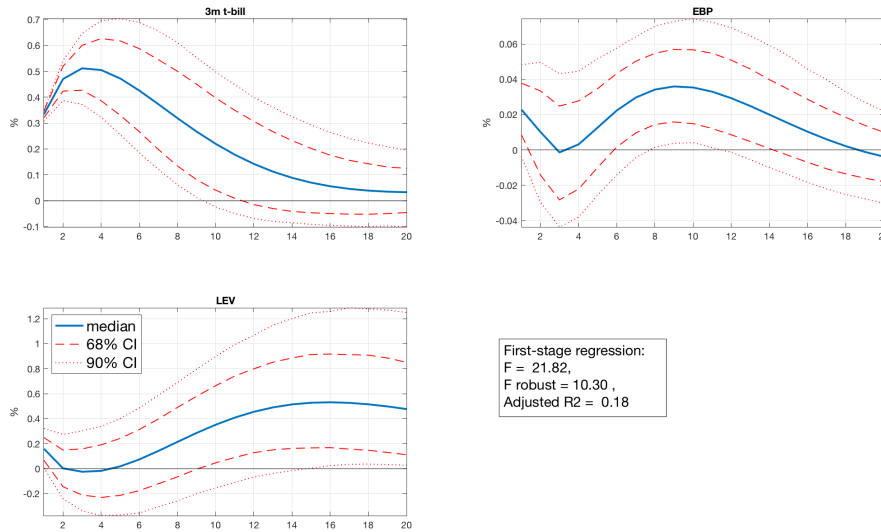 3m t-bill
0.7
0.6
0.5
0.4
0.3
0.2
0.1
0
-0.1
%
2 4 6 8 10 12 14 16 18 20
EBP
0.06
0.04
0.02
0
-0.02
-0.04
%
2 4 6 8 10 12 14 16 18 20
LEV
1.2
1
0.8
0.6
0.4
0.2
0
-0.2
%
median
68% CI
90% CI
2 4 6 8 10 12 14 16 18 20
First-stage regression:
F = 21.82,
F robust = 10.30 ,
Adjusted R2 = 0.18